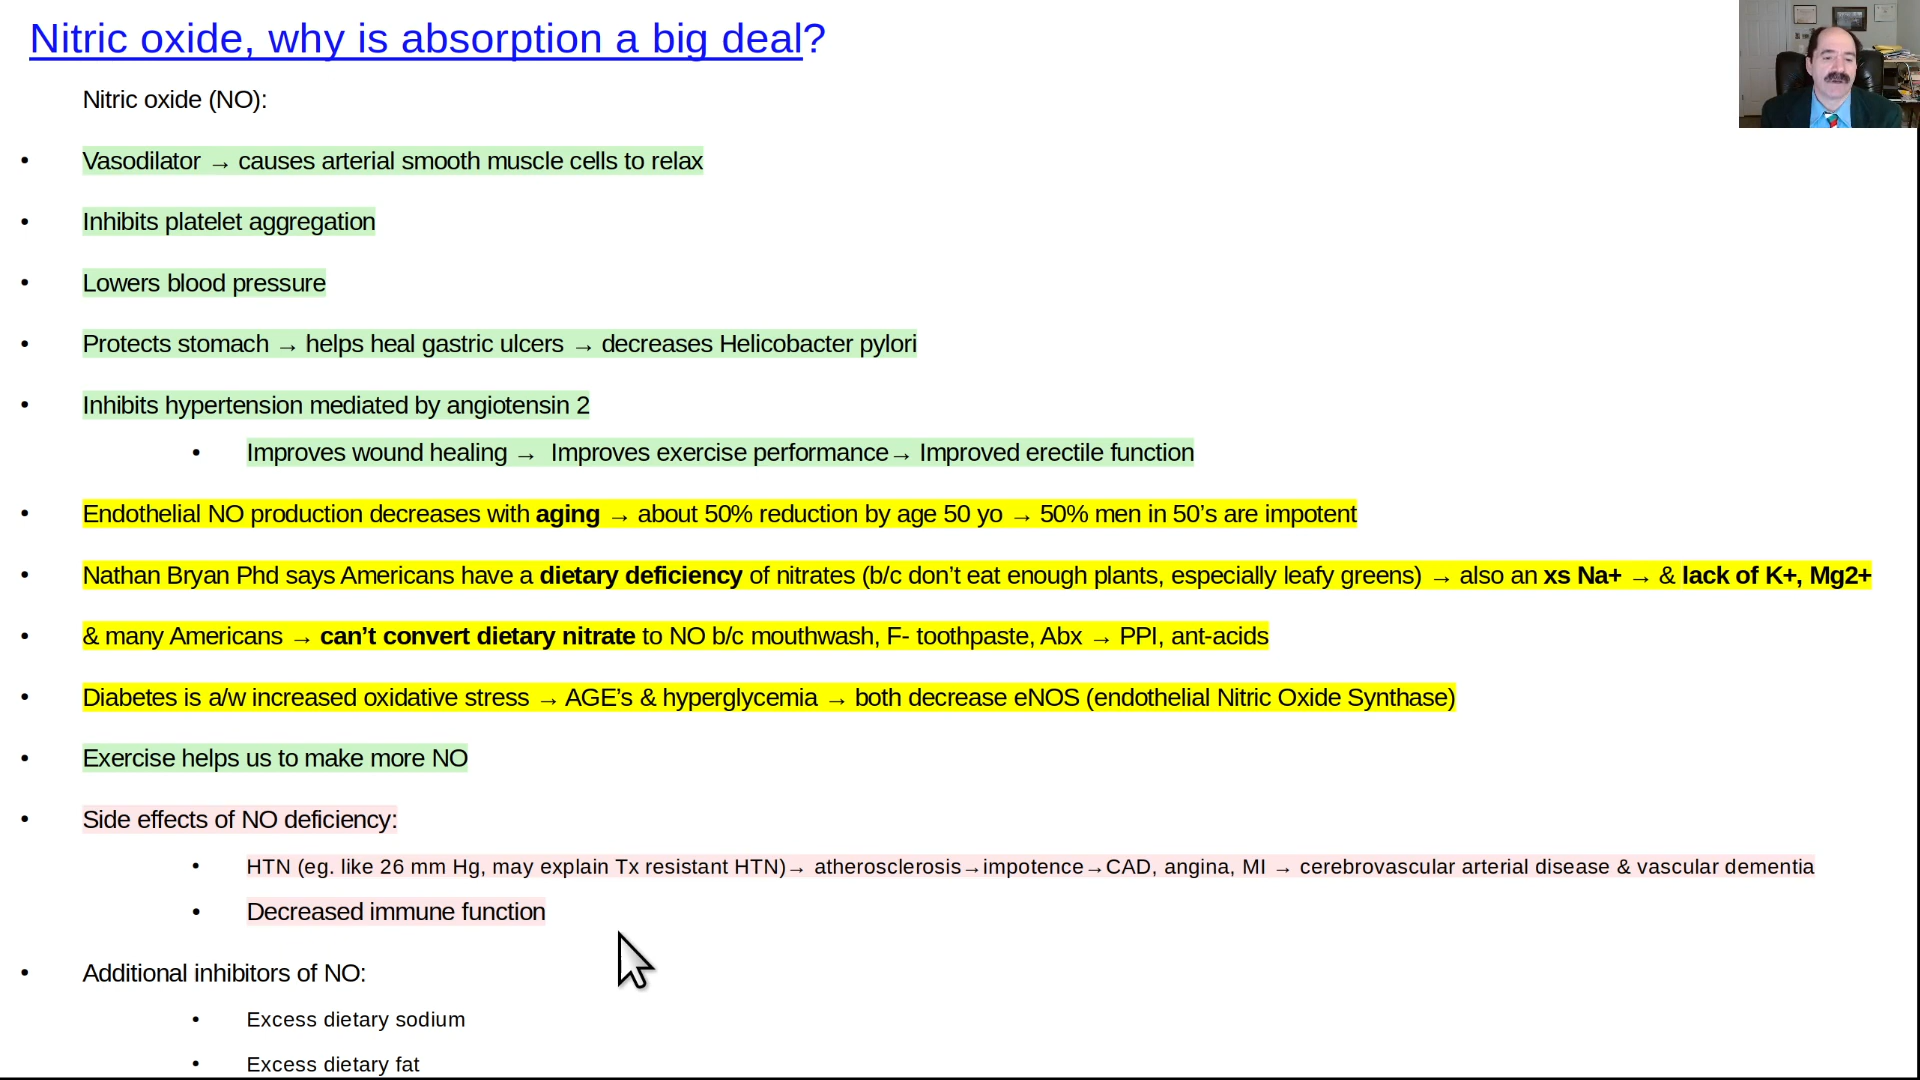 Nitric oxide, why is absorption a big deal?
Nitric oxide (NO):
• Vasodilator → causes arterial smooth muscle cells to relax
• Inhibits platelet aggregation
• Lowers blood pressure
• Protects stomach → helps heal gastric ulcers → decreases Helicobacter pylori
• Inhibits hypertension mediated by angiotensin 2
• Improves wound healing → Improves exercise performance→ Improved erectile function
• Endothelial NO production decreases with aging → about 50% reduction by age 50 yo → 50% men in 50’s are impotent
• Nathan Bryan Phd says Americans have a dietary deficiency of nitrates (b/c don’t eat enough plants, especially leafy greens) → also an xs Na+ → & lack of K+, Mg2+
• & many Americans → can’t convert dietary nitrate to NO b/c mouthwash, F- toothpaste, Abx → PPI, ant-acids
• Diabetes is a/w increased oxidative stress → AGE’s & hyperglycemia → both decrease eNOS (endothelial Nitric Oxide Synthase)
• Exercise helps us to make more NO
• Side effects of NO deficiency:
• HTN (eg. like 26 mm Hg, may explain Tx resistant HTN)→ atherosclerosis→impotence→CAD, angina, MI → cerebrovascular arterial disease & vascular dementia
• Decreased immune function
• Additional inhibitors of NO:
• Excess dietary sodium
• Excess dietary fat